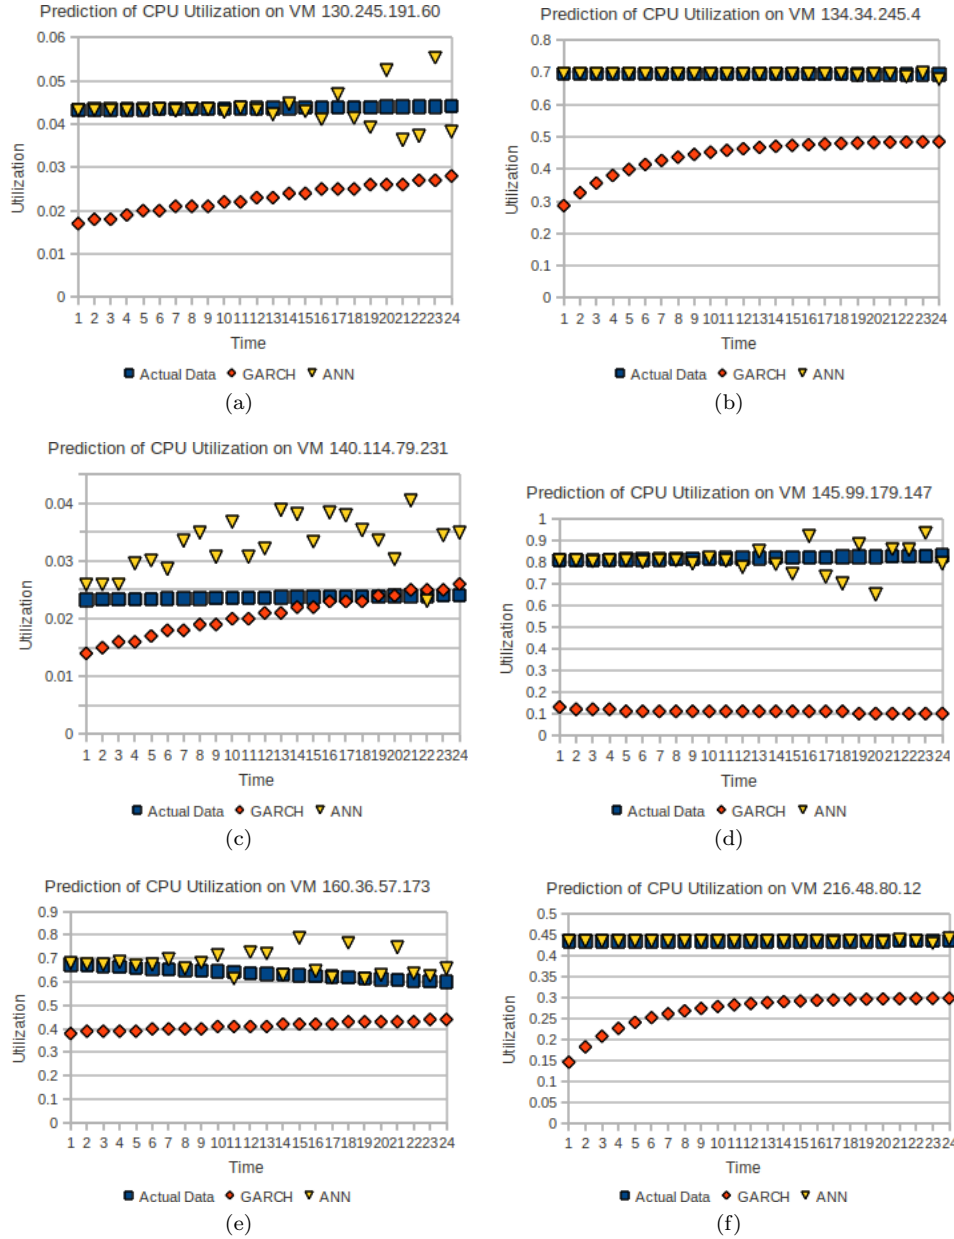 Prediction of CPU Utilization on VM 130.245.191.60
0.06
0.05
0.04
0.03
0.02
0.01
0
Utilization
1 2 3 4 5 6 7 8 9 10 11 12 13 14 15 16 17 18 19 20 21 22 23 24
Time
Actual Data GARCH ANN
(a)
Prediction of CPU Utilization on VM 134.34.245.4
0.8
0.7
0.6
0.5
0.4
0.3
0.2
0.1
0
Utilization
1 2 3 4 5 6 7 8 9 10 11 12 13 14 15 16 17 18 19 20 21 22 23 24
Time
Actual Data GARCH ANN
(b)
Prediction of CPU Utilization on VM 140.114.79.231
0.04
0.03
0.02
0.01
0
Utilization
1 2 3 4 5 6 7 8 9 10 11 12 13 14 15 16 17 18 19 20 21 22 23 24
Time
Actual Data GARCH ANN
(c)
Prediction of CPU Utilization on VM 145.99.179.147
1
0.9
0.8
0.7
0.6
0.5
0.4
0.3
0.2
0.1
0
Utilization
1 2 3 4 5 6 7 8 9 10 11 12 13 14 15 16 17 18 19 20 21 22 23 24
Time
Actual Data GARCH ANN
(d)
Prediction of CPU Utilization on VM 160.36.57.173
0.9
0.8
0.7
0.6
0.5
0.4
0.3
0.2
0.1
0
Utilization
1 2 3 4 5 6 7 8 9 10 11 12 13 14 15 16 17 18 19 20 21 22 23 24
Time
Actual Data GARCH ANN
(e)
Prediction of CPU Utilization on VM 216.48.80.12
0.5
0.45
0.4
0.35
0.3
0.25
0.2
0.15
0.1
0.05
0
Utilization
1 2 3 4 5 6 7 8 9 10 11 12 13 14 15 16 17 18 19 20 21 22 23 24
Time
Actual Data GARCH ANN
(f)